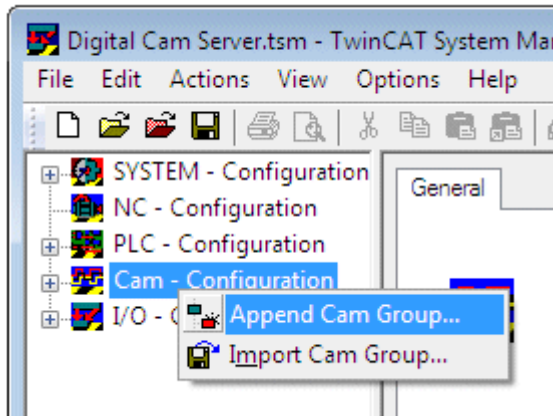 Digital Cam Server.tsm - TwinCAT System
File Edit Actions View Options Help
SYSTEM - Configuration
General
NC - Configuration
PLC - Configuration
Cam - Configuration
Append Cam Group...
I/O -
Import Cam Group...